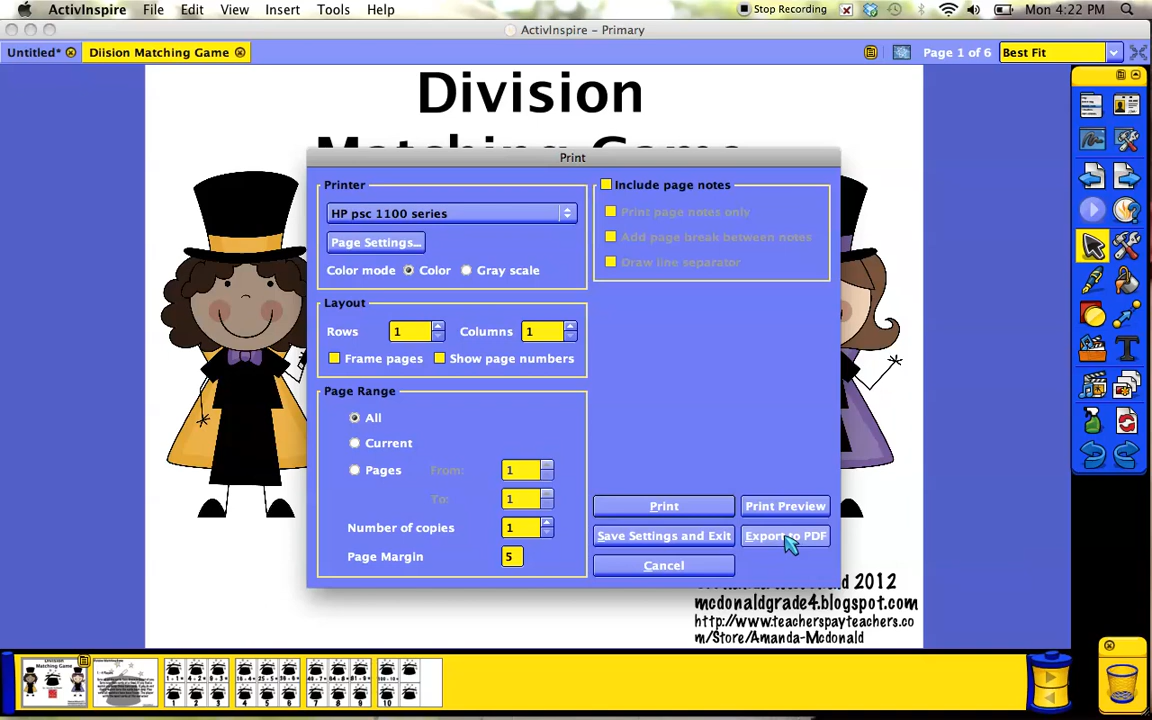 ActivInspire File Edit View Insert Tools Help Stop Recording Mon 4:22 PM
ActivInspire – Primary
Untitled* Diision Matching Game Page 1 of 6 Best Fit
Division
Print
Printer
HP psc 1100 series
Page Settings...
Color mode Color Gray scale
Include page notes
Print page notes only
Add page break between notes
Draw line separator
Layout
Rows 1 Columns 1
Frame pages Show page numbers
Page Range
All
Current
Pages From: 1
To: 1
Number of copies 1
Page Margin 5
Print Print Preview
Save Settings and Exit Export to PDF
Cancel
2012
mcdonaldgrade4.blogspot.com
http://www.teacherspayteachers.co
m/Store/Amanda-Mcdonald